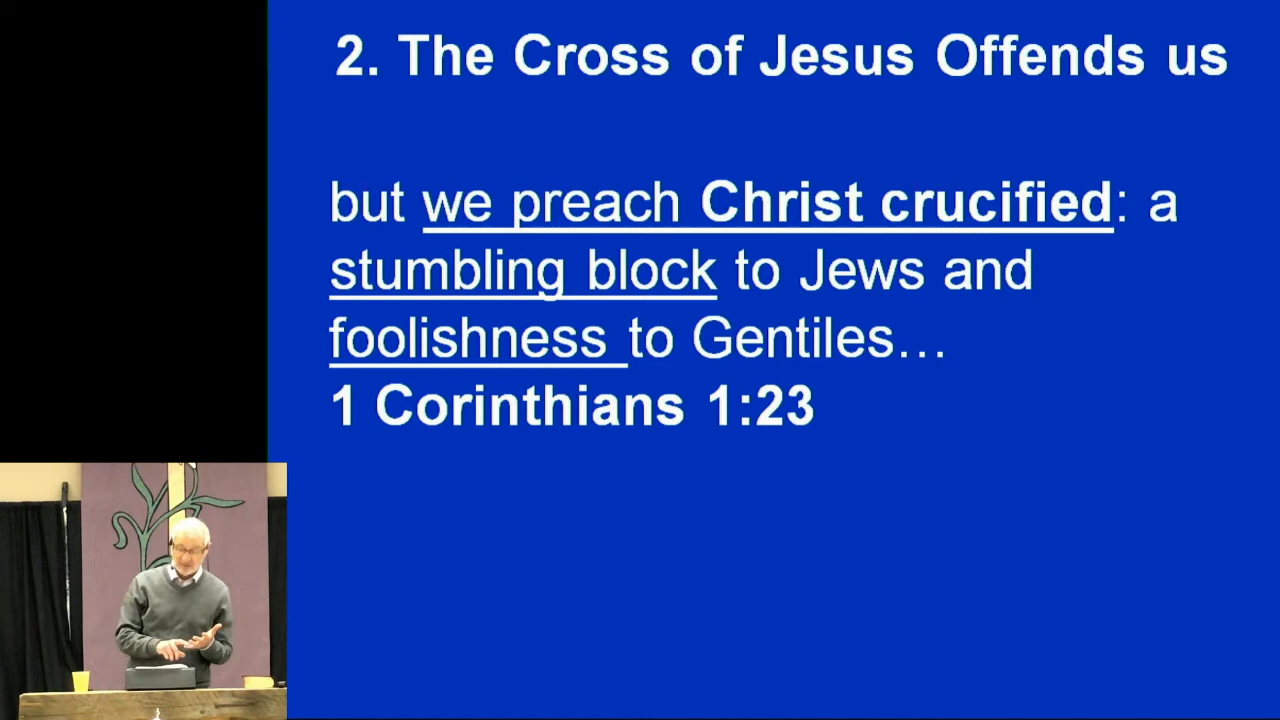 2. The Cross of Jesus Offends us
but we preach Christ crucified: a
stumbling block to Jews and
foolishness to Gentiles…
1 Corinthians 1:23